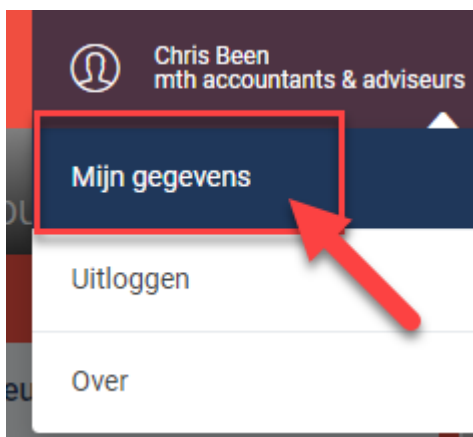 Chris Been
mth accountants & adviseurs
Mijn gegevens
Uitloggen
Over